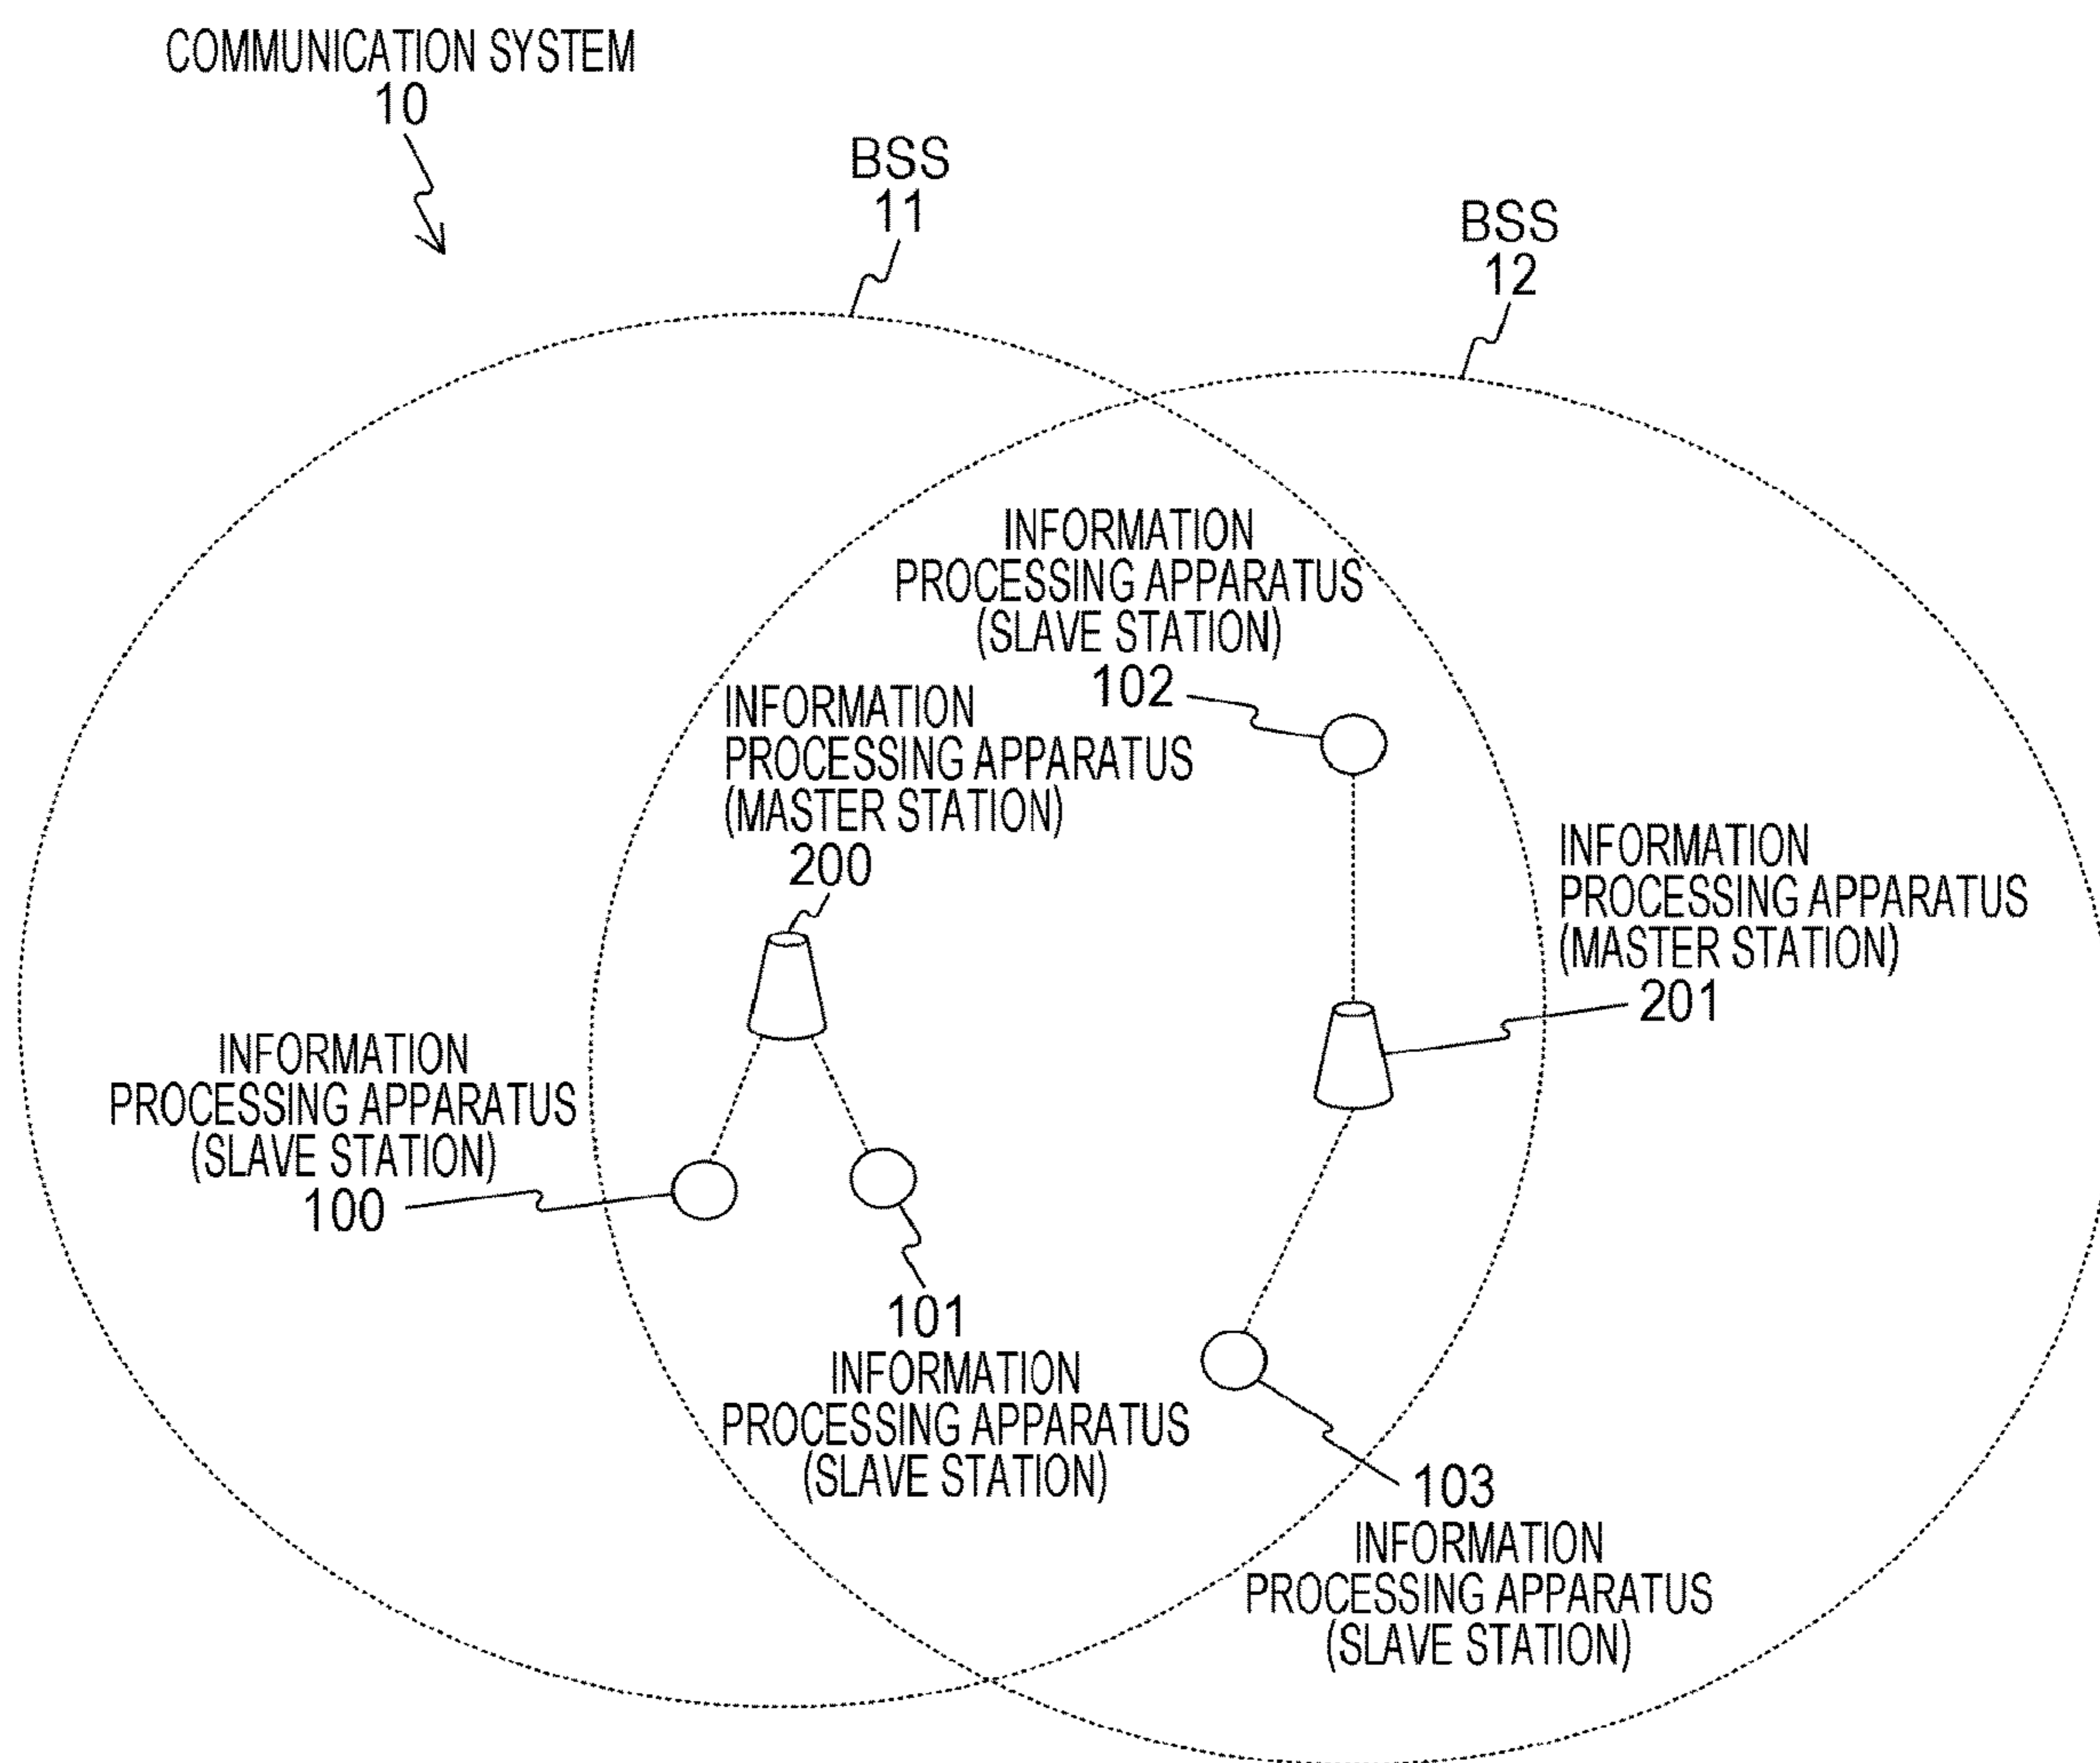 COMMUNICATION SYSTEM
10
BSS
11
BSS
12
INFORMATION
PROCESSING APPARATUS
(SLAVE STATION)
102
INFORMATION
PROCESSING APPARATUS
(MASTER STATION)
200
INFORMATION
PROCESSING APPARATUS
(MASTER STATION)
201
INFORMATION
PROCESSING APPARATUS
(SLAVE STATION)
100
101
INFORMATION
PROCESSING APPARATUS
(SLAVE STATION)
103
INFORMATION
PROCESSING APPARATUS
(SLAVE STATION)